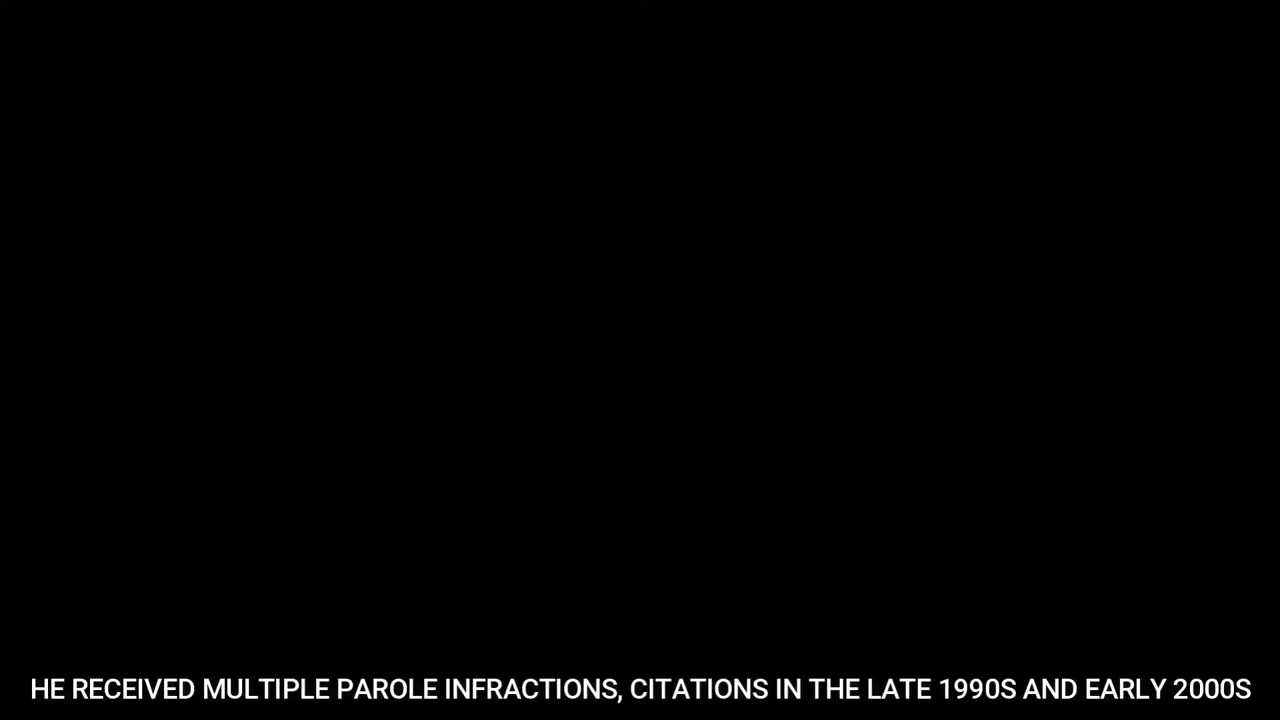 HE RECEIVED MULTIPLE PAROLE INFRACTIONS, CITATIONS IN THE LATE 1990S AND EARLY 2000S